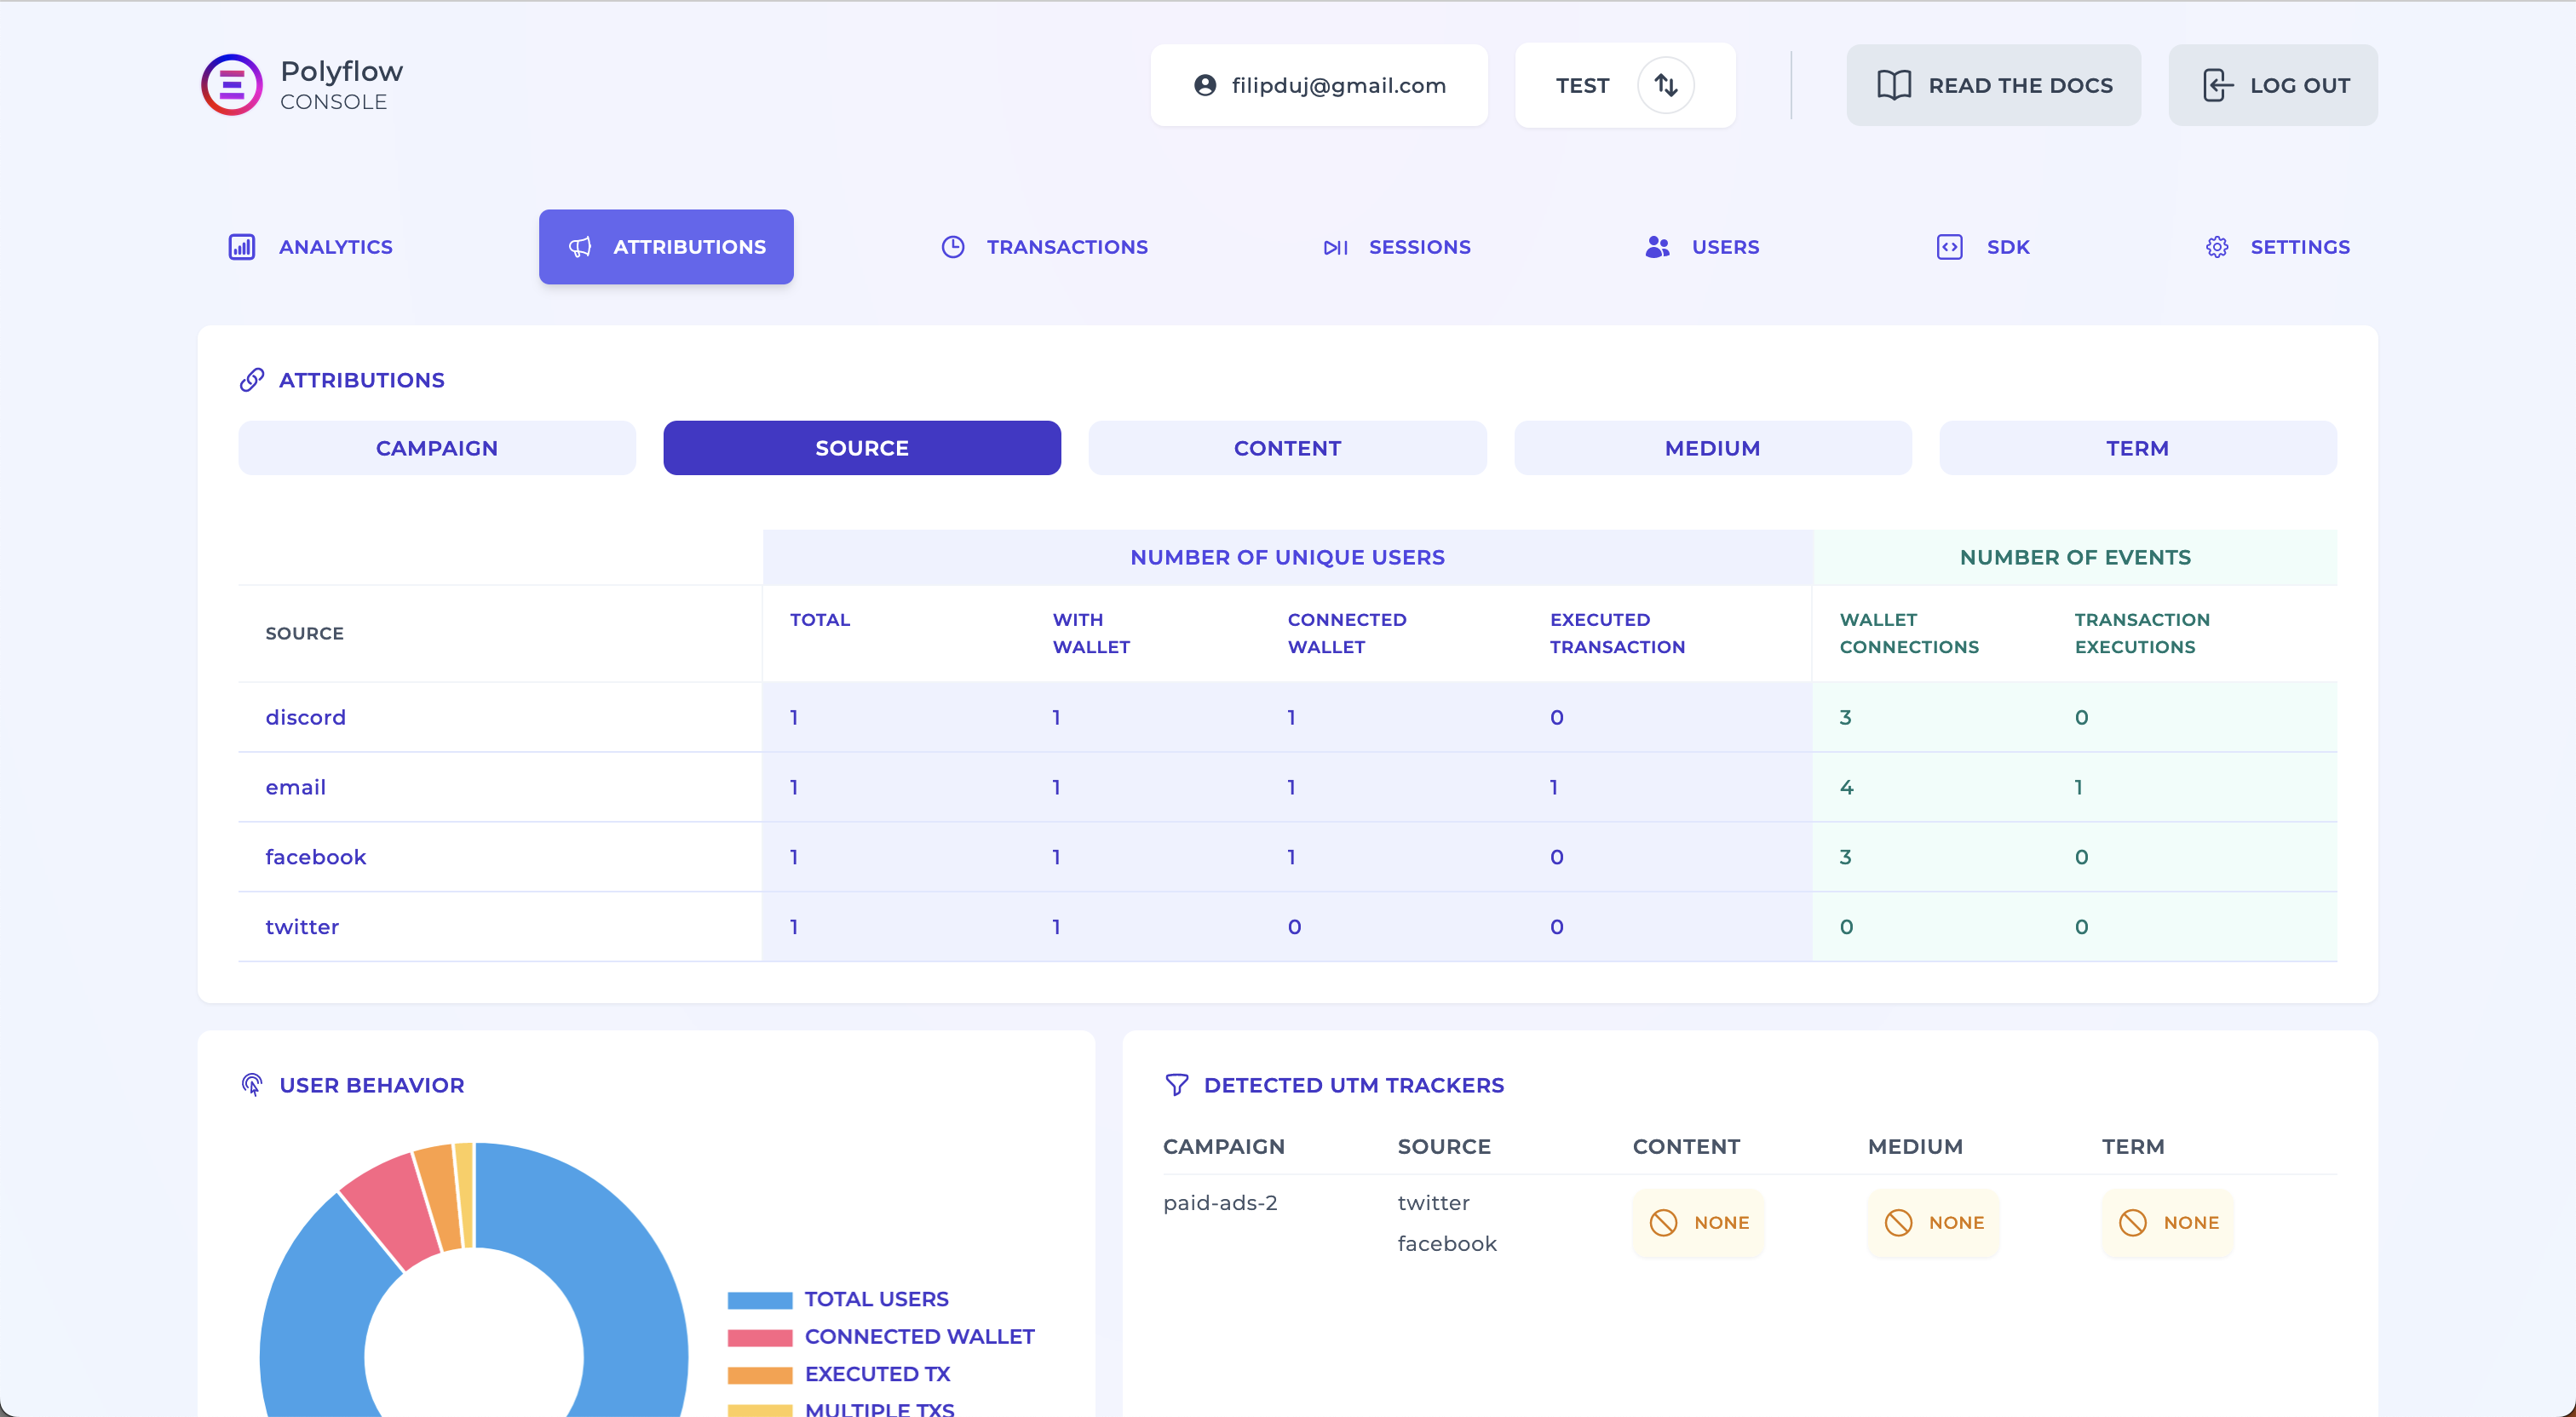 Polyflow
CONSOLE
filipduj@gmail.com
TEST
READ THE DOCS
LOG OUT
ANALYTICS
ATTRIBUTIONS
TRANSACTIONS
SESSIONS
USERS
SDK
SETTINGS
ATTRIBUTIONS
CAMPAIGN
SOURCE
CONTENT
MEDIUM
TERM
NUMBER OF UNIQUE USERS
NUMBER OF EVENTS
SOURCE
TOTAL
WITH
WALLET
CONNECTED
WALLET
EXECUTED
TRANSACTION
WALLET
CONNECTIONS
TRANSACTION
EXECUTIONS
discord 1 1 1 0 3 0
email 1 1 1 1 4 1
facebook 1 1 1 0 3 0
twitter 1 1 0 0 0 0
USER BEHAVIOR
TOTAL USERS
CONNECTED WALLET
EXECUTED TX
MULTIPLE TXS
DETECTED UTM TRACKERS
CAMPAIGN SOURCE CONTENT MEDIUM TERM
paid-ads-2
twitter
facebook
NONE
NONE
NONE